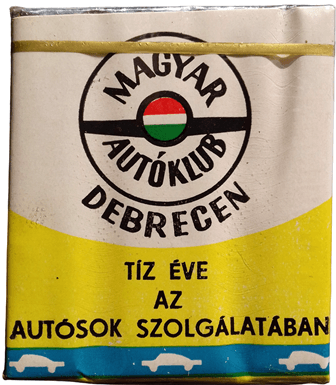 MAGYAR
AUTÓKLUB
DEBRECEN
TÍZ ÉVE
AZ
AUTÓSOK SZOLGÁLATÁBAN